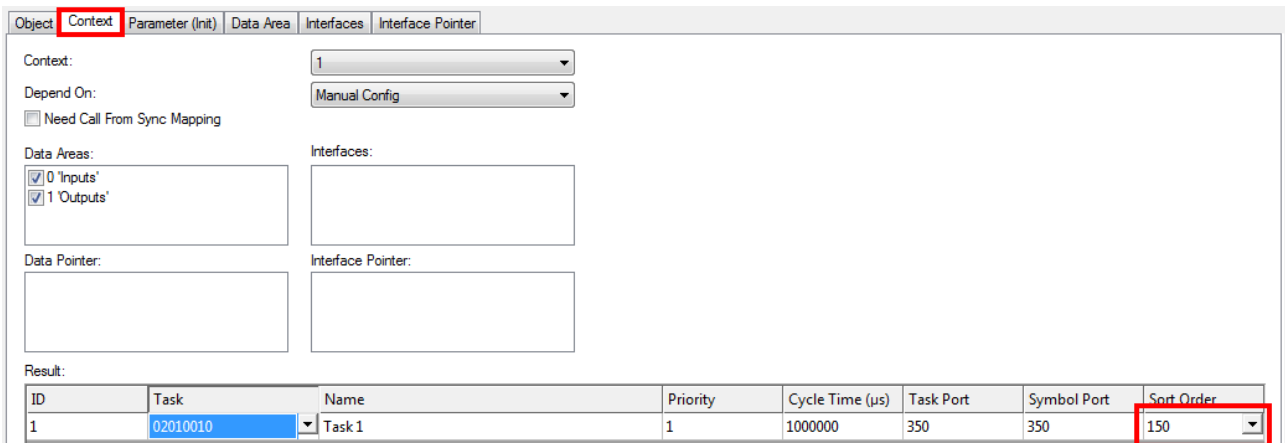 Object Context Parameter (Init) Data Area Interfaces Interface Pointer
Context: 1
Depend On: Manual Config
Need Call From Sync Mapping
Data Areas: Interfaces:
0 'Inputs'
1 'Outputs'
Data Pointer: Interface Pointer:
Result:
ID Task Name Priority Cycle Time (µs) Task Port Symbol Port Sort Order
1 02010010 Task 1 1 1000000 350 350 150